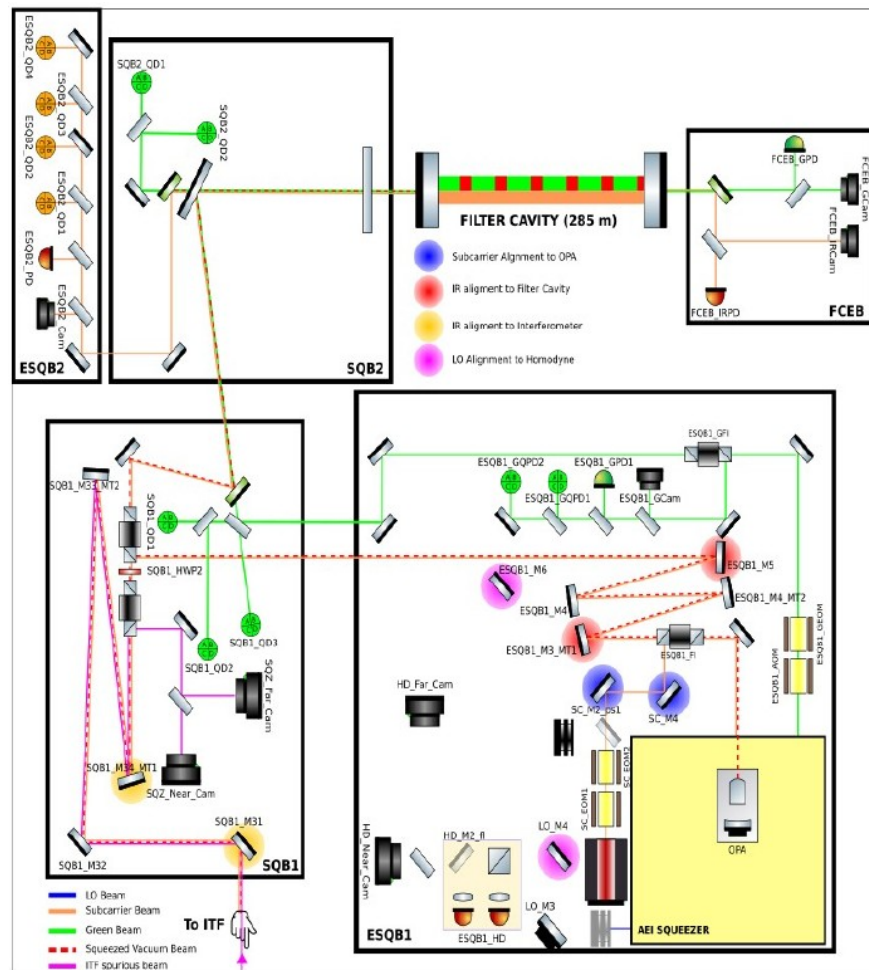 ESQB2_QD4
ESQB2_QD3
ESQB2_QD2
ESQB2_QD1
ESQB2_PD
ESQB2_Cam
ESQB2
SQB2_QD1
SQB2_QD2
SQB2
FILTER CAVITY (285 m)
Subcarrier Alignment to OPA
IR aligment to Filter Cavity
IR aligment to Interferometer
LO Alignment to Homodyne
FCEB_GPD
FCEB_GCam
FCEB_IRCam
FCEB_IRPD
FCEB
SQB1_M33_MT2
SQB1_QD1
SQB1_HWP2
SQB1_QD2
SQB1_QD3
SQZ_Far_Cam
SQB1_M34_MT1
SQZ_Near_Cam
SQB1_M31
SQB1_M32
SQB1
LO Beam
Subcarrier Beam
Green Beam
Squeezed Vacuum Beam
ITF spurious beam
To ITF
ESQB1_GFI
ESQB1_GQPD2
ESQB1_GPD1
ESQB1_GQPD1
ESQB1_GCam
ESQB1_M6
ESQB1_M5
ESQB1_M4
ESQB1_M4_MT2
ESQB1_M3_MT1
ESQB1_FI
ESQB1_AOM
HD_Far_Cam
SC_M4
SC_EOM2
SC_EOM1
OPA
HD_Near_Cam
HD_M2_fl
LO_M4
LO_M3
ESQB1_HD
AEI SQUEEZER
ESQB1